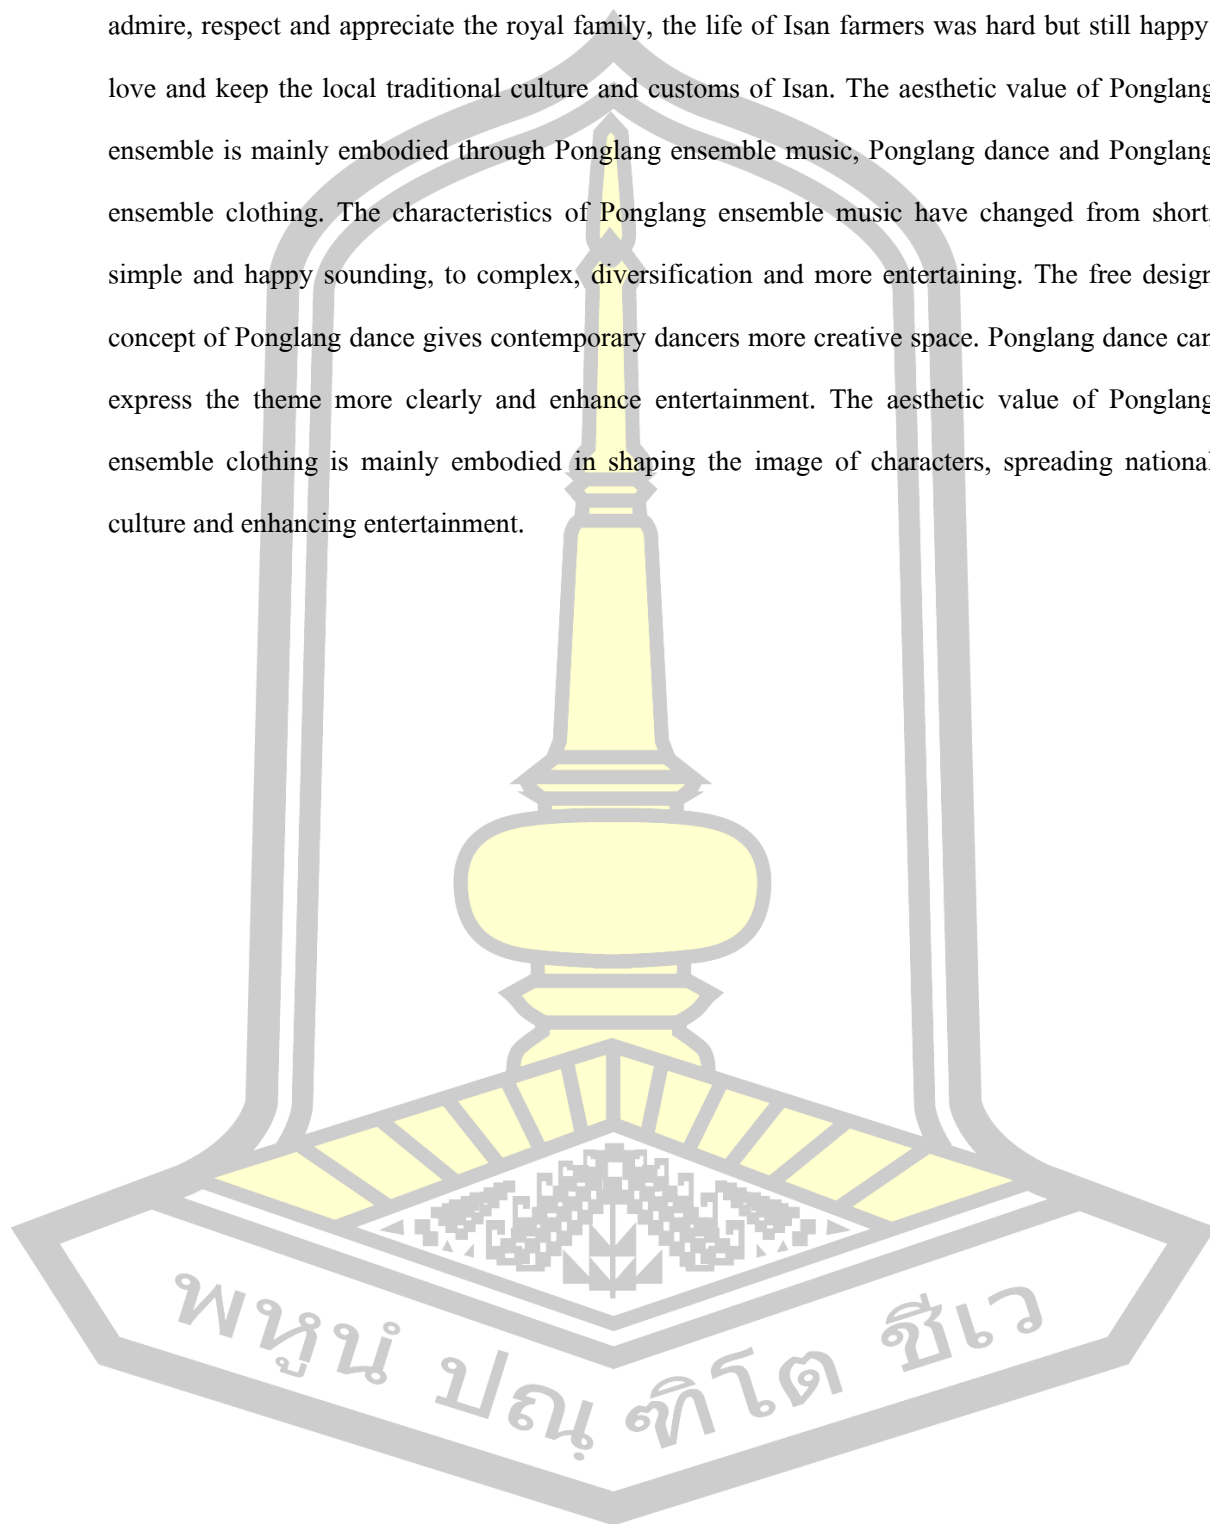 admire, respect and appreciate the royal family, the life of Isan farmers was hard but still happy,
love and keep the local traditional culture and customs of Isan. The aesthetic value of Ponglang
ensemble is mainly embodied through Ponglang ensemble music, Ponglang dance and Ponglang
ensemble clothing. The characteristics of Ponglang ensemble music have changed from short,
simple and happy sounding, to complex, diversification and more entertaining. The free design
concept of Ponglang dance gives contemporary dancers more creative space. Ponglang dance can
express the theme more clearly and enhance entertainment. The aesthetic value of Ponglang
ensemble clothing is mainly embodied in shaping the image of characters, spreading national
culture and enhancing entertainment.
พหูนํ ปณฺฑิโต ชีเว